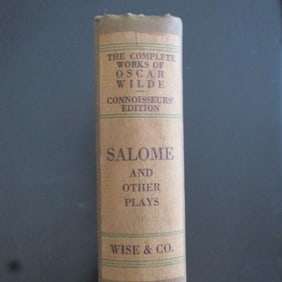 THE COMPLETE
WORKS OF
OSCAR
WILDE
CONNOISSEURS'
EDITION
SALOME
AND
OTHER
PLAYS
WISE & CO.